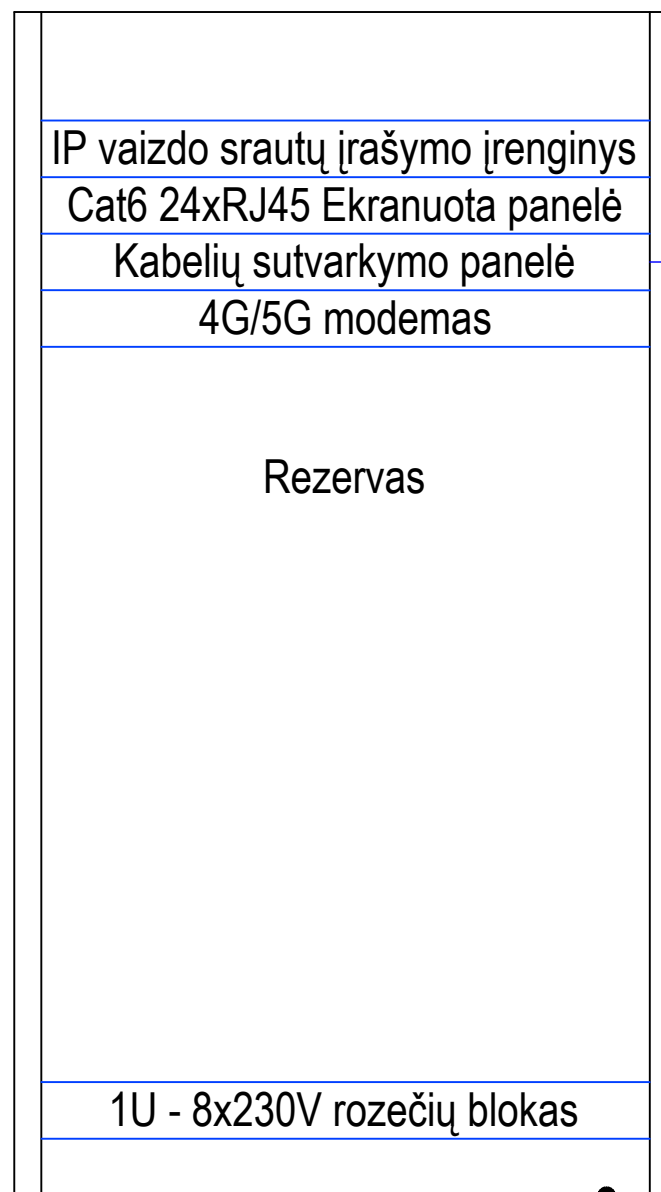 IP vaizdo srautų įrašymo įrenginys
Cat6 24xRJ45 Ekranuota panelė
Kabelių sutvarkymo panelė
4G/5G modemas
Rezervas
1U - 8x230V rozečių blokas